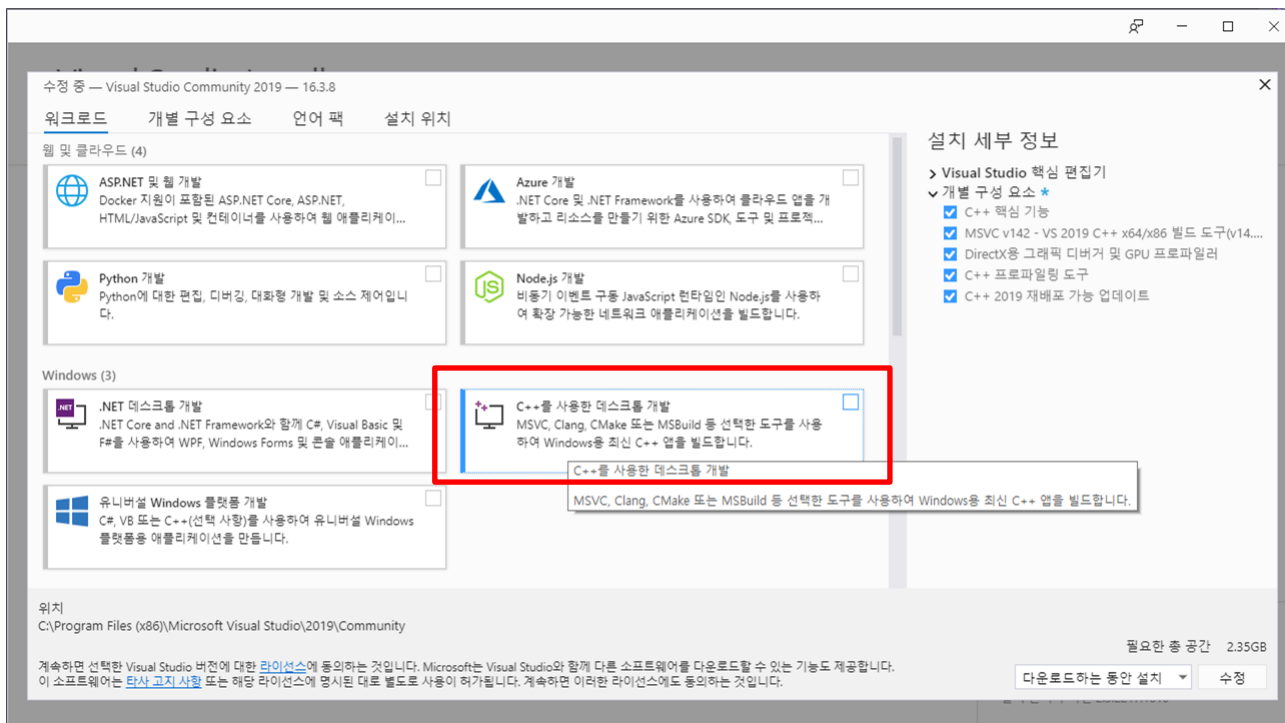 수정 중 — Visual Studio Community 2019 — 16.3.8
워크로드
개별 구성 요소
언어 팩
설치 위치
웹 및 클라우드 (4)
ASP.NET 및 웹 개발
Docker 지원이 포함된 ASP.NET Core, ASP.NET,
HTML/JavaScript 및 컨테이너를 사용하여 웹 애플리케이...
Azure 개발
.NET Core 및 .NET Framework를 사용하여 클라우드 앱을 개
발하고 리소스를 만들기 위한 Azure SDK, 도구 및 프로젝...
Python 개발
Python에 대한 편집, 디버깅, 대화형 개발 및 소스 제어입니
다.
Node.js 개발
비동기 이벤트 구동 JavaScript 런타임인 Node.js를 사용하
여 확장 가능한 네트워크 애플리케이션을 빌드합니다.
Windows (3)
.NET 데스크톱 개발
.NET Core and .NET Framework와 함께 C#, Visual Basic 및
F#을 사용하여 WPF, Windows Forms 및 콘솔 애플리케이...
C++를 사용한 데스크톱 개발
MSVC, Clang, CMake 또는 MSBuild 등 선택한 도구를 사용
하여 Windows용 최신 C++ 앱을 빌드합니다.
C++를 사용한 데스크톱 개발
MSVC, Clang, CMake 또는 MSBuild 등 선택한 도구를 사용하여 Windows용 최신 C++ 앱을 빌드합니다.
유니버설 Windows 플랫폼 개발
C#, VB 또는 C++(선택 사항)를 사용하여 유니버설 Windows
플랫폼용 애플리케이션을 만듭니다.
설치 세부 정보
Visual Studio 핵심 편집기
개별 구성 요소 *
C++ 핵심 기능
MSVC v142 - VS 2019 C++ x64/x86 빌드 도구(v14....
DirectX용 그래픽 디버거 및 GPU 프로파일러
C++ 프로파일링 도구
C++ 2019 재배포 가능 업데이트
위치
C:\Program Files (x86)\Microsoft Visual Studio\2019\Community
계속하면 선택한 Visual Studio 버전에 대한 라이선스에 동의하는 것입니다. Microsoft는 Visual Studio와 함께 다른 소프트웨어를 다운로드할 수 있는 기능도 제공합니다.
이 소프트웨어는 타사 고지 사항 또는 해당 라이선스에 명시된 대로 별도로 사용이 허가됩니다. 계속하면 이러한 라이선스에도 동의하는 것입니다.
필요한 총 공간 2.35GB
다운로드하는 동안 설치
수정